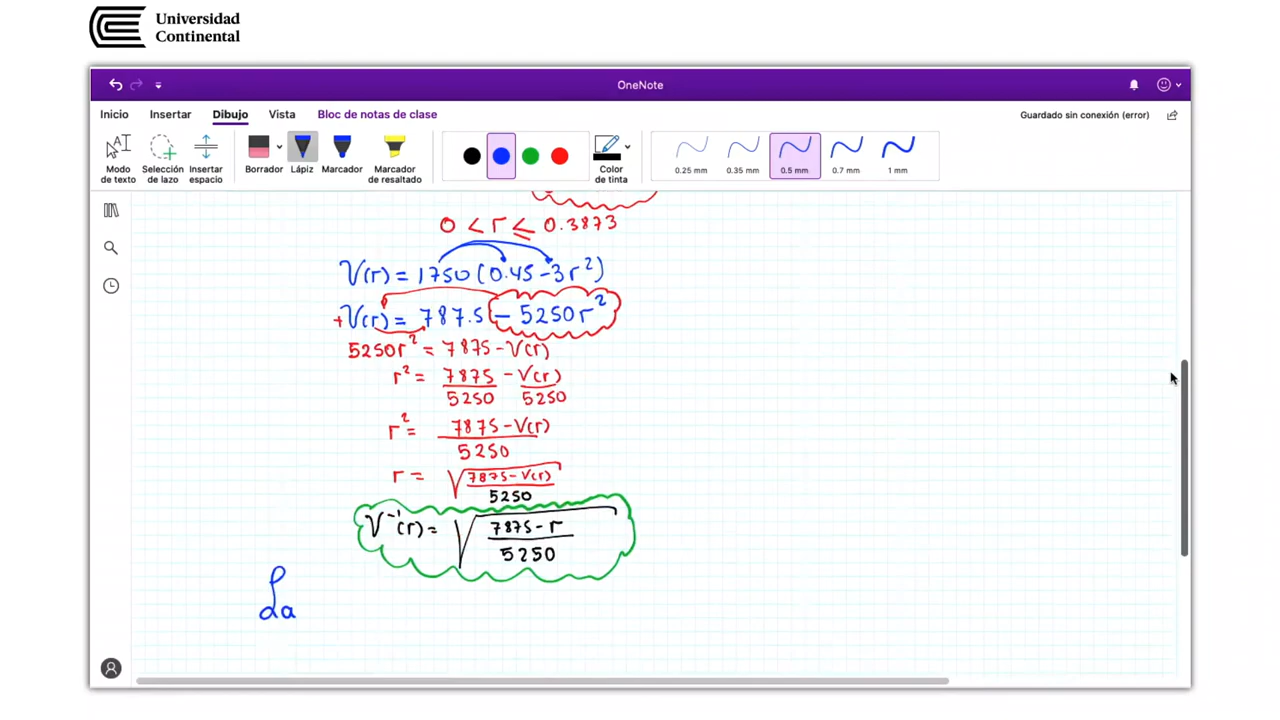 Universidad
Continental
OneNote
Inicio Insertar Dibujo Vista Bloc de notas de clase
Guardado sin conexión (error)
Modo de texto Selección de lazo Insertar espacio Borrador Lápiz Marcador Marcador de resaltado Color de tinta 0.25 mm 0.35 mm 0.5 mm 0.7 mm 1 mm
0 < r ≤ 0.3873
V(r) = 1750 (0.45 - 3r²)
+V(r) = 787.5 - 5250r²
5250r² = 7875 - V(r)
r² = 7875/5250 - V(r)/5250
r² = (7875 - V(r))/5250
r = √((7875 - V(r))/5250)
V⁻¹(r) = √((7875 - r)/5250)
La